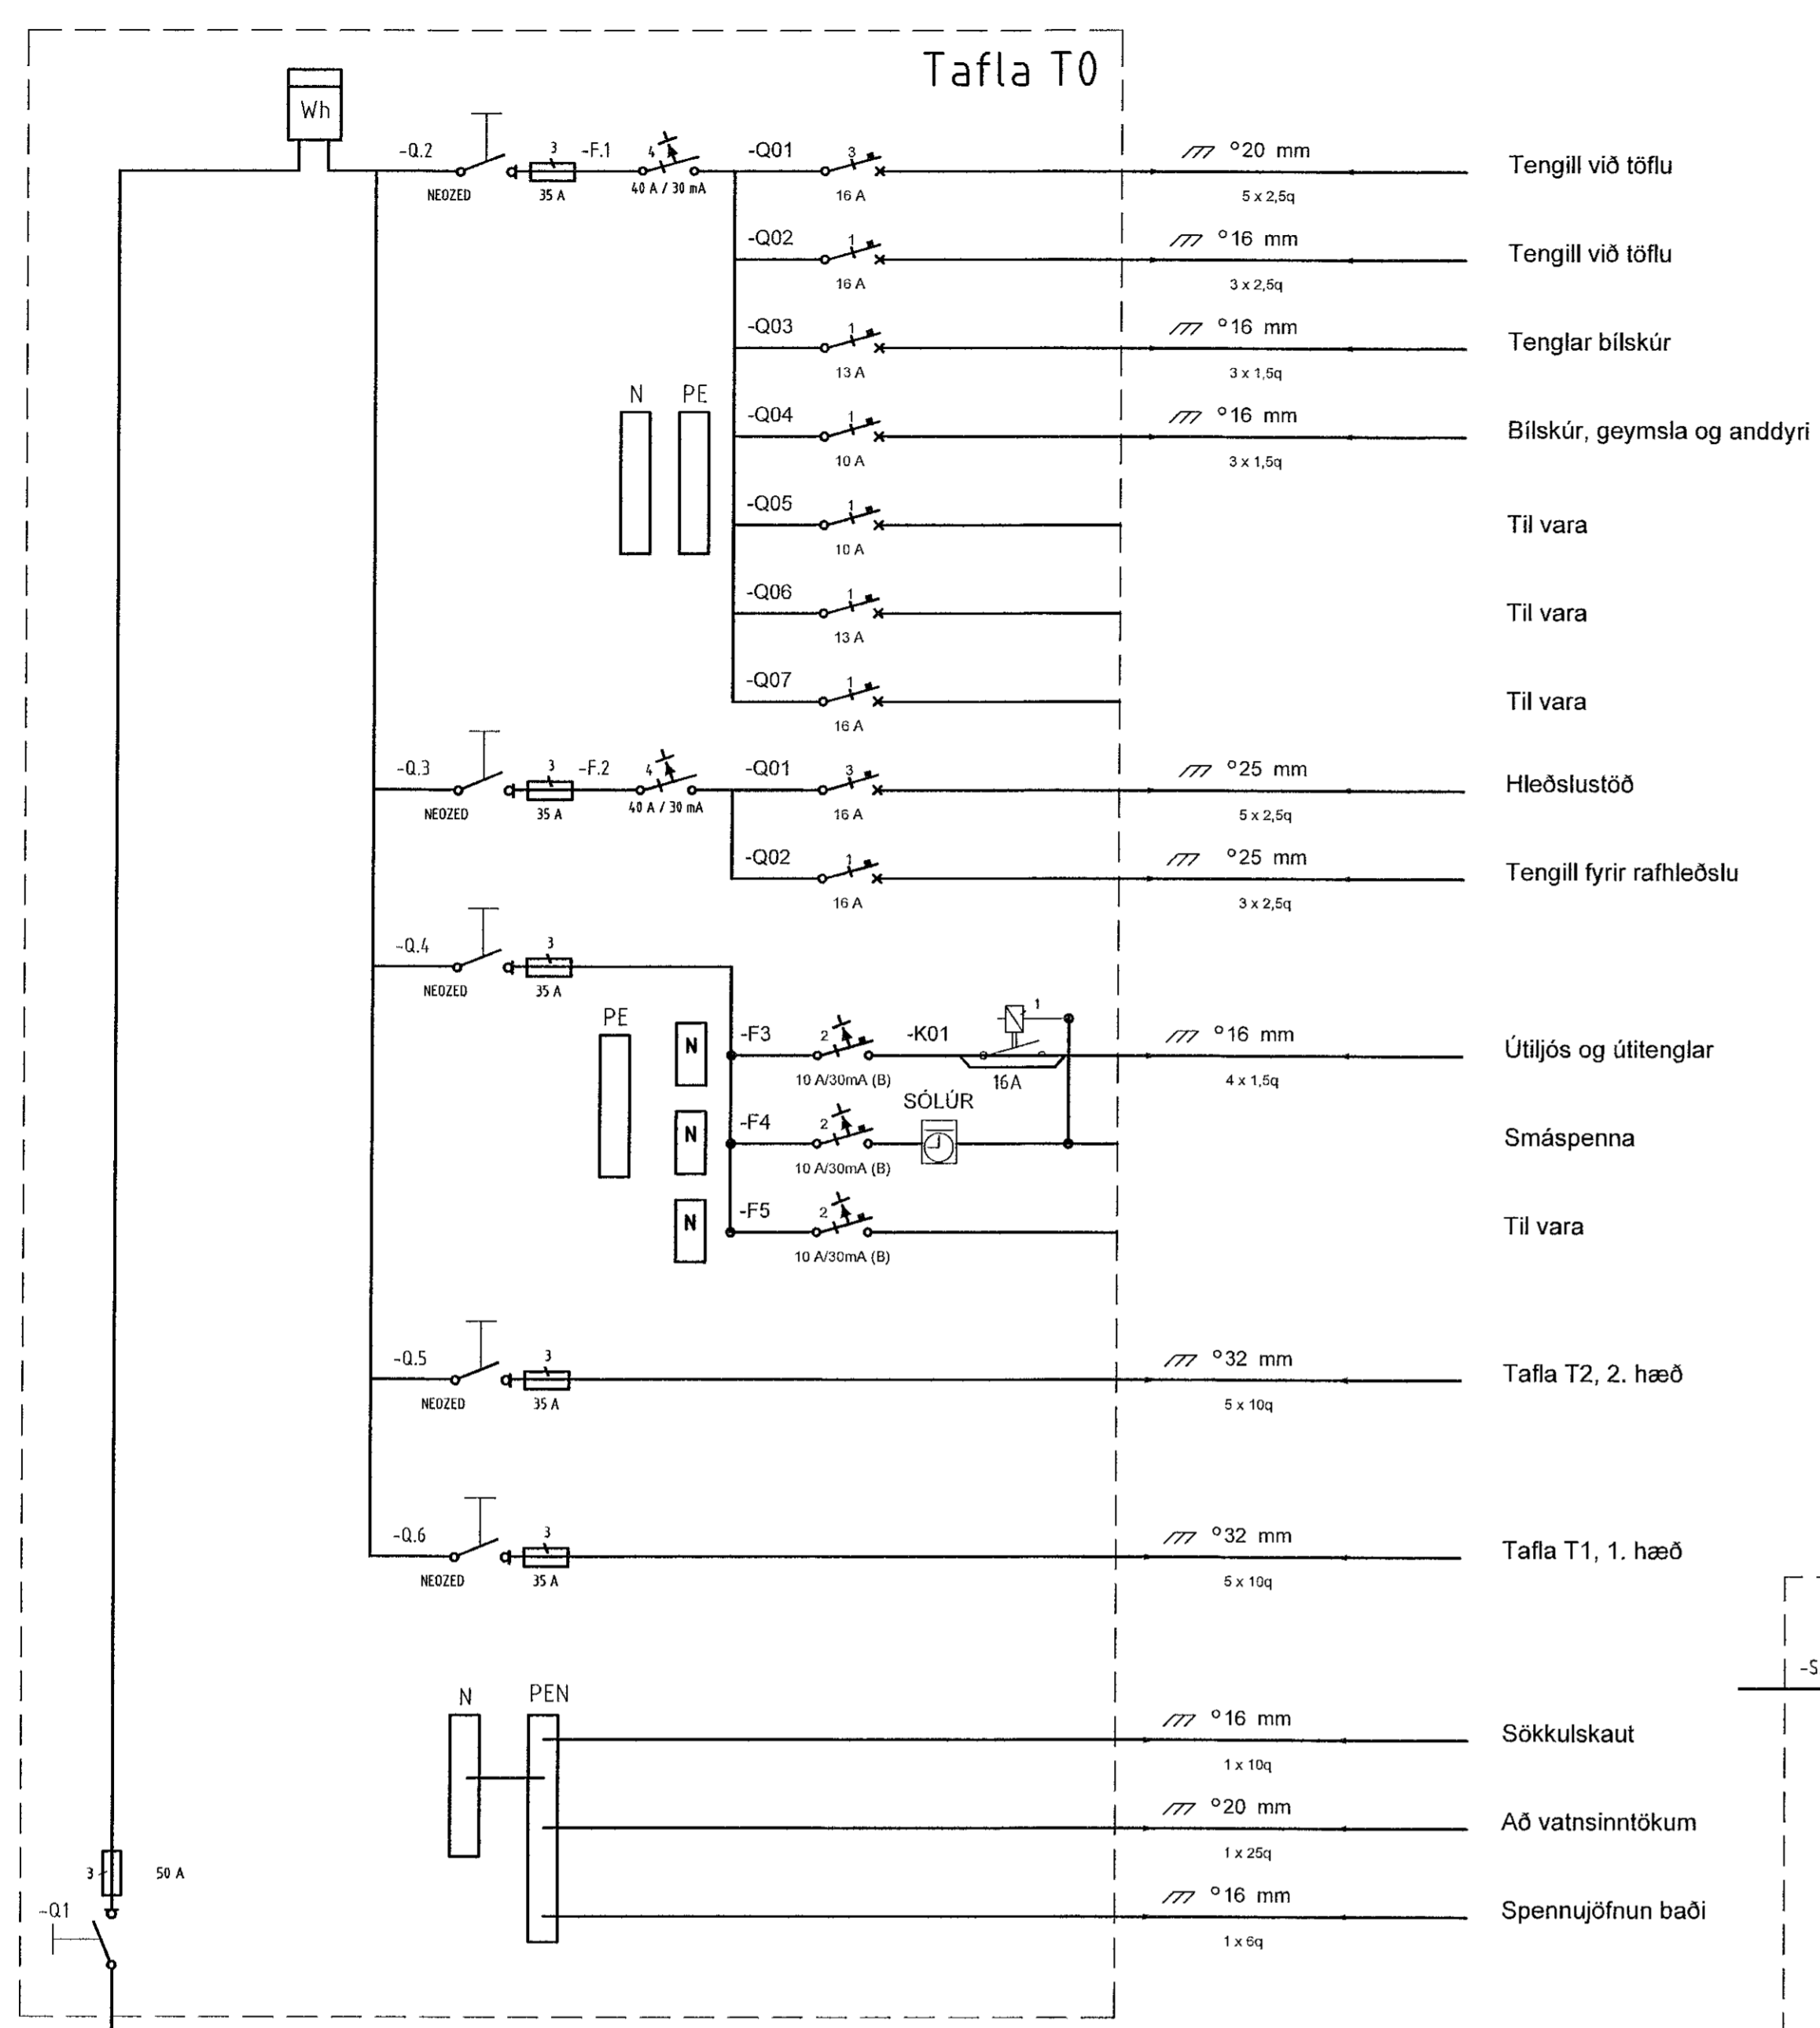 Tafla T0
Wh
-Q.2 3 -F.1 4 -Q01 3 °20 mm Tengill við töflu
NEOZED 35 A 40 A / 30 mA 16 A 5 x 2,5q
-Q02 1 °16 mm Tengill við töflu
16 A 3 x 2,5q
-Q03 1 °16 mm Tenglar bílskúr
13 A 3 x 1,5q
N PE
-Q04 1 °16 mm Bílskúr, geymsla og anddyri
10 A 3 x 1,5q
-Q05 1 Til vara
10 A
-Q06 1 Til vara
13 A
-Q07 1 Til vara
16 A
-Q.3 3 -F.2 4 -Q01 3 °25 mm Hleðslustöð
NEOZED 35 A 40 A / 30 mA 16 A 5 x 2,5q
-Q02 1 °25 mm Tengill fyrir rafhleðslu
16 A 3 x 2,5q
-Q.4 3
NEOZED 35 A
PE
N -F3 2 -K01 1 °16 mm Útiljós og útitenglar
10 A/30mA (B) 16A 4 x 1,5q
SÓLÚR
N -F4 2 Smáspenna
10 A/30mA (B)
N -F5 2 Til vara
10 A/30mA (B)
-Q.5 3 °32 mm Tafla T2, 2. hæð
NEOZED 35 A 5 x 10q
-Q.6 3 °32 mm Tafla T1, 1. hæð
NEOZED 35 A 5 x 10q
-S
N PEN °16 mm Sökkulskaut
1 x 10q
°20 mm Að vatnsinntökum
1 x 25q
3 50 A
°16 mm Spennujöfnun baði
-Q1
1 x 6q